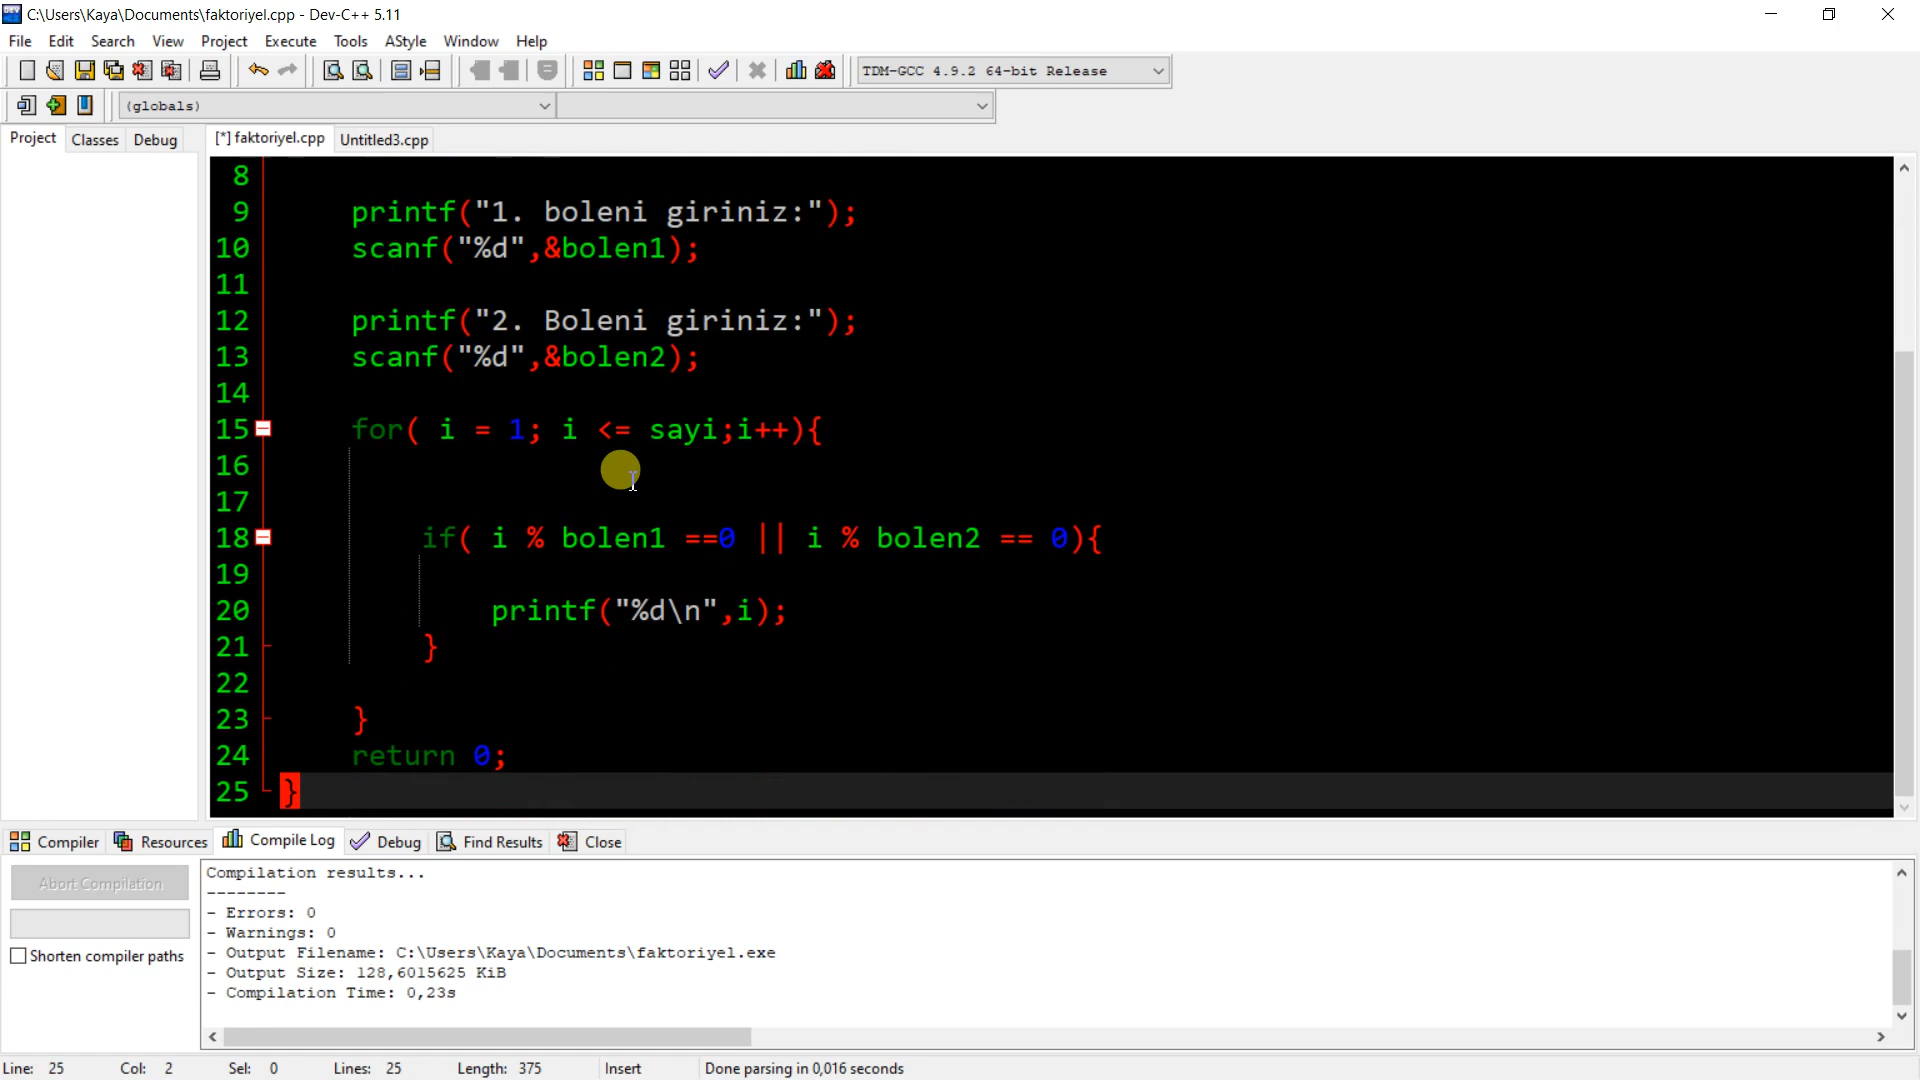 C:\Users\Kaya\Documents\faktoriyel.cpp - Dev-C++ 5.11
File Edit Search View Project Execute Tools AStyle Window Help
TDM-GCC 4.9.2 64-bit Release
(globals)
Project Classes Debug
[*] faktoriyel.cpp Untitled3.cpp
8
9 printf("1. boleni giriniz:");
10 scanf("%d",&bolen1);
11
12 printf("2. Boleni giriniz:");
13 scanf("%d",&bolen2);
14
15 for( i = 1; i <= sayi;i++){
16
17
18 if( i % bolen1 ==0 || i % bolen2 == 0){
19
20 printf("%d\n",i);
21 }
22
23 }
24 return 0;
25 }
Compiler Resources Compile Log Debug Find Results Close
Abort Compilation
Shorten compiler paths
Compilation results...
--------
- Errors: 0
- Warnings: 0
- Output Filename: C:\Users\Kaya\Documents\faktoriyel.exe
- Output Size: 128,6015625 KiB
- Compilation Time: 0,23s
Line: 25 Col: 2 Sel: 0 Lines: 25 Length: 375 Insert Done parsing in 0,016 seconds